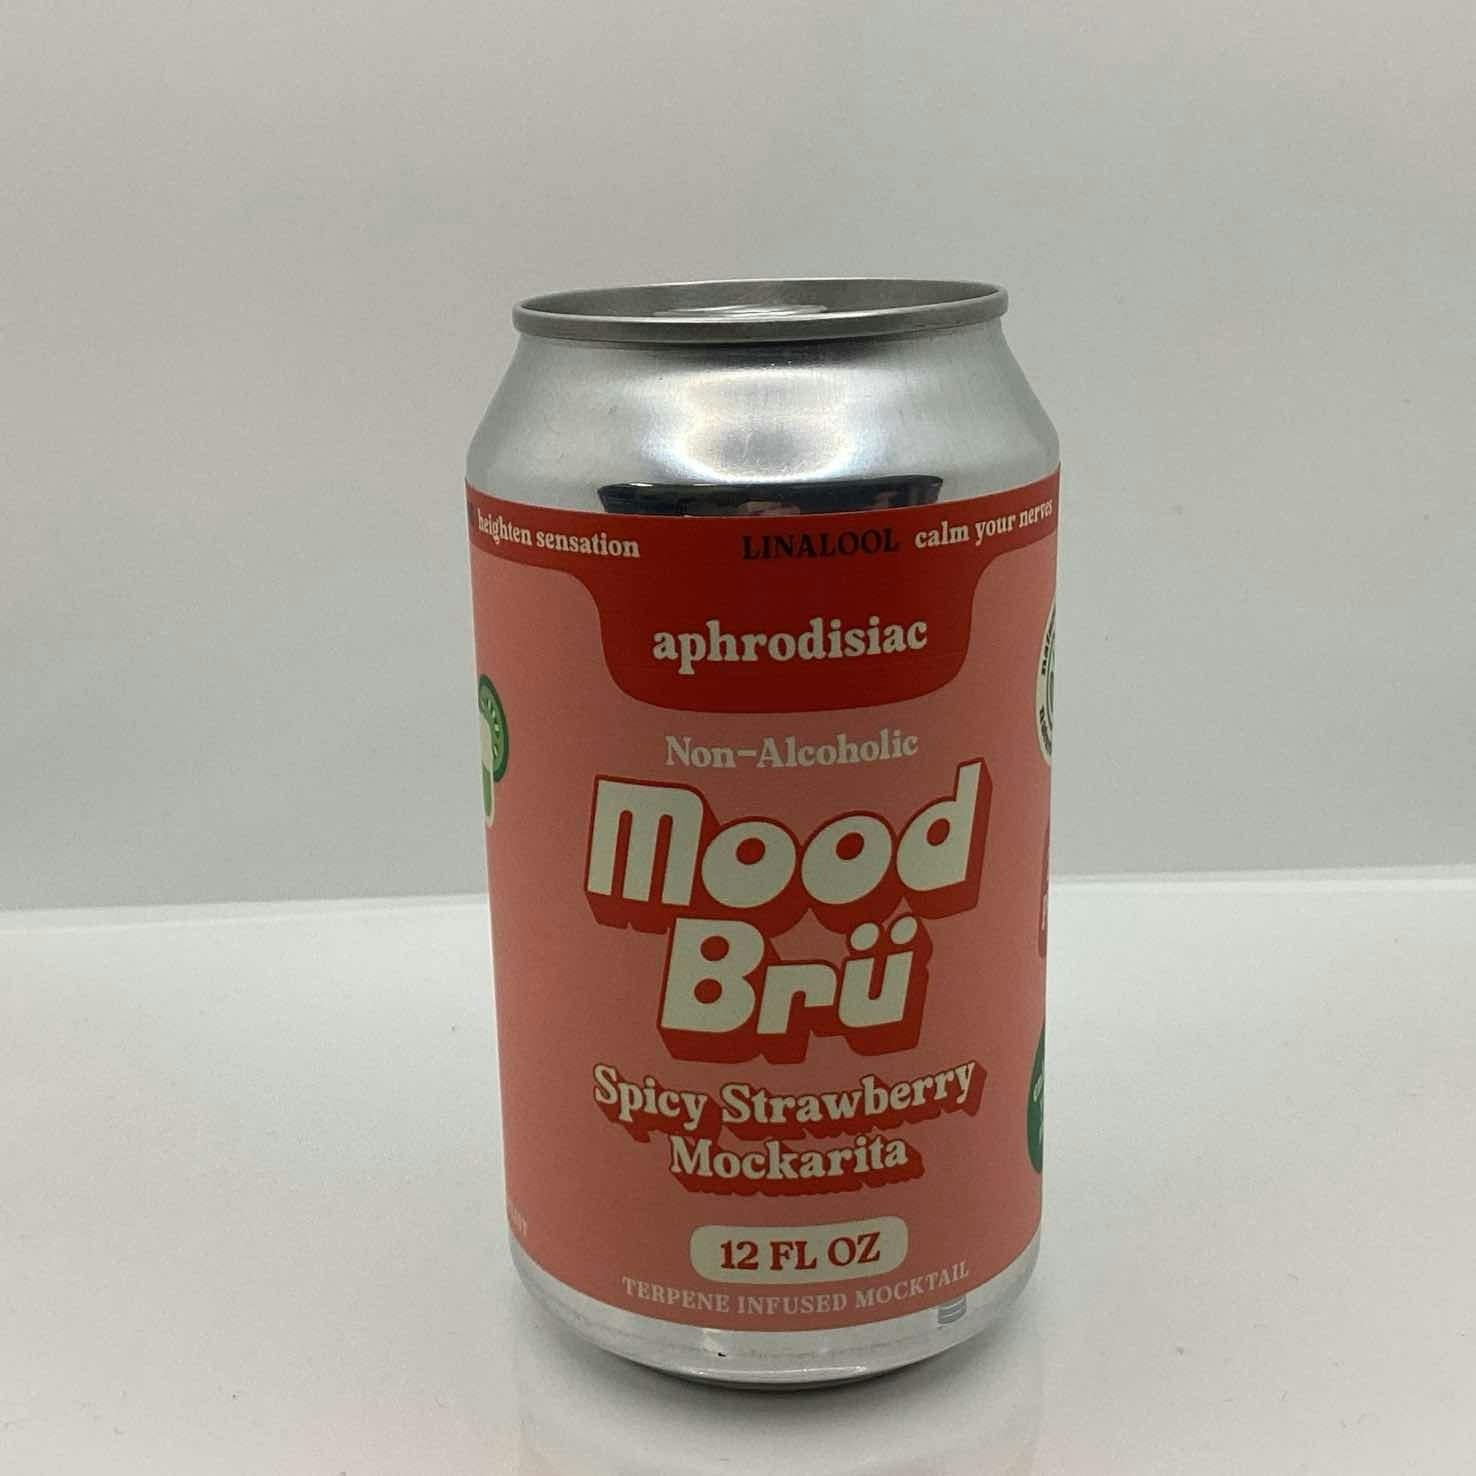 heighten sensation LINALOOL calm your nerves
aphrodisiac
Non-Alcoholic
Mood
Brü
Spicy Strawberry
Mockarita
12 FL OZ
TERPENE INFUSED MOCKTAIL